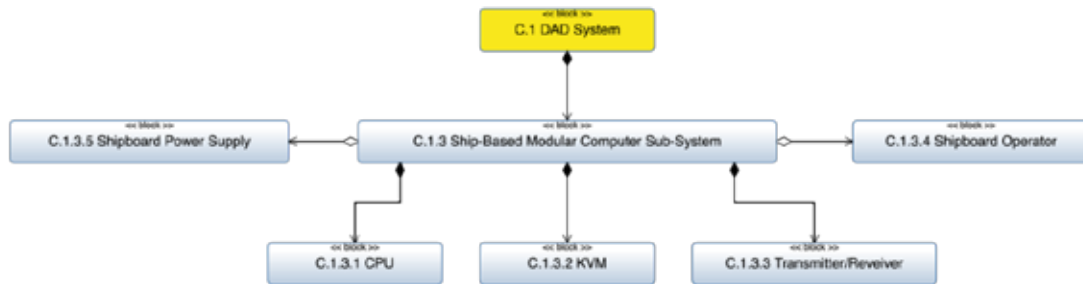 << block >>
C.1 DAD System
<< block >>
C.1.3.5 Shipboard Power Supply
<< block >>
C.1.3 Ship-Based Modular Computer Sub-System
<< block >>
C.1.3.4 Shipboard Operator
<< block >>
C.1.3.1 CPU
<< block >>
C.1.3.2 KVM
<< block >>
C.1.3.3 Transmitter/Reveiver